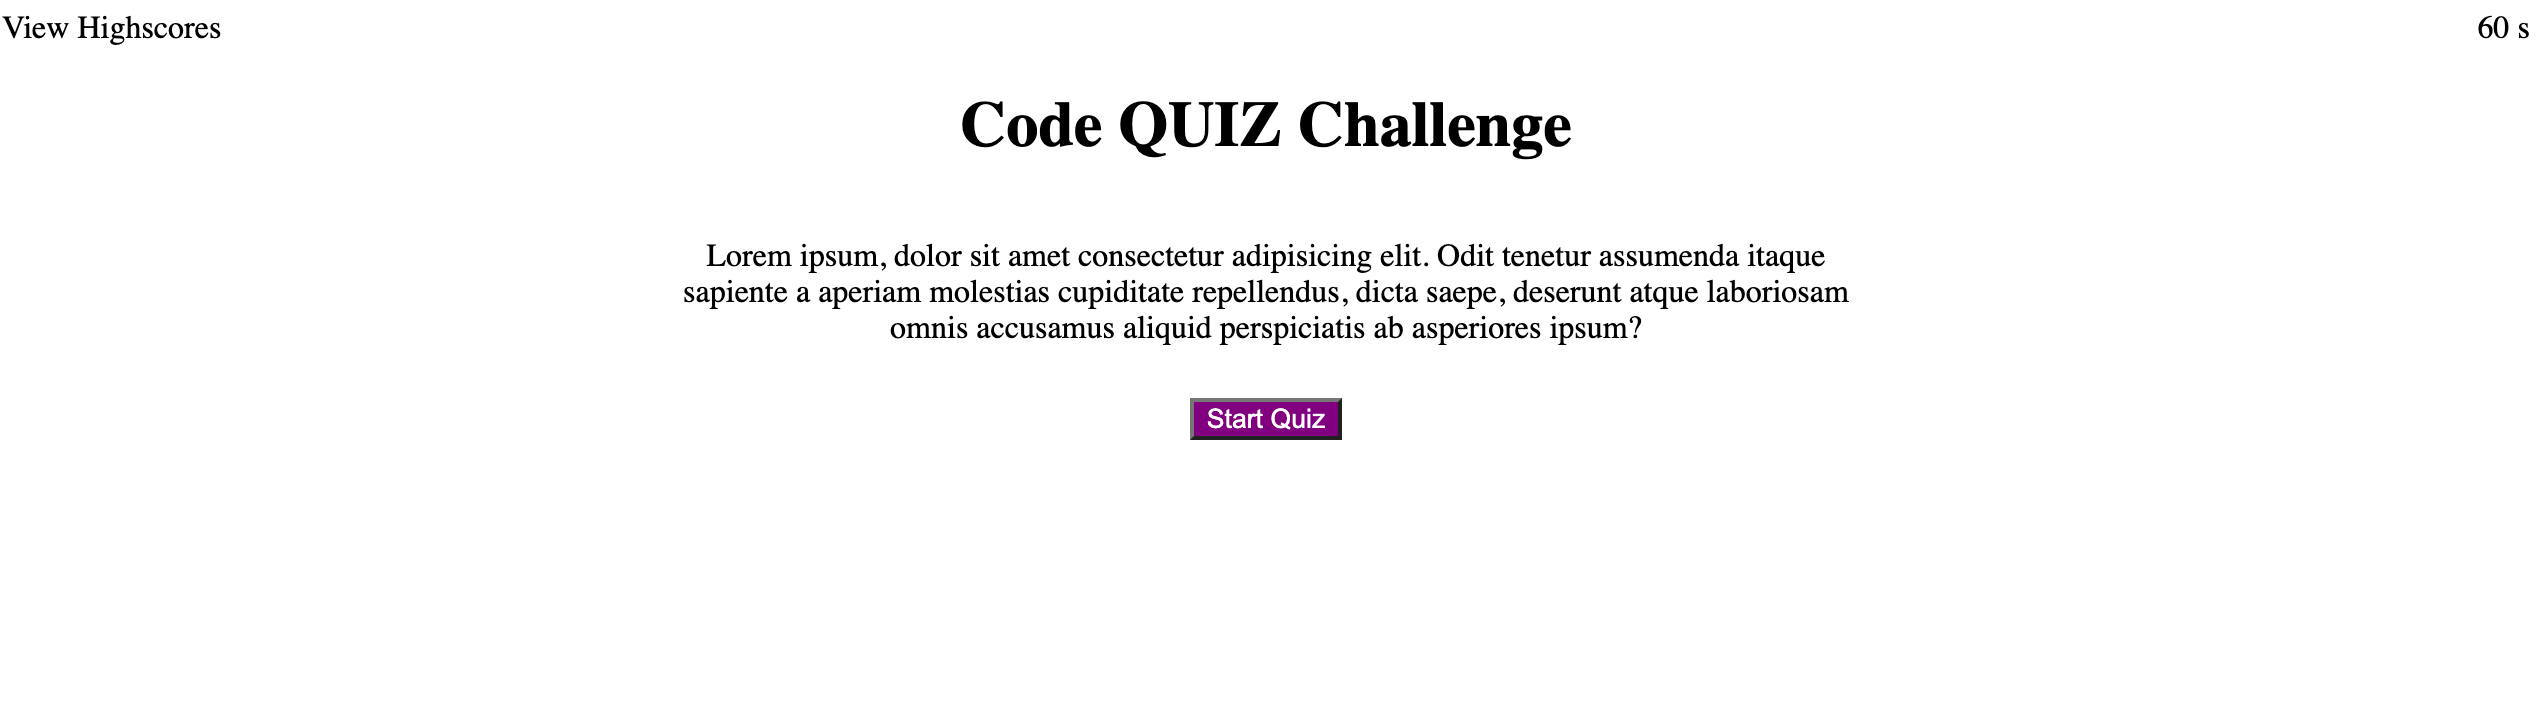 View Highscores
60 s
Code QUIZ Challenge
Lorem ipsum, dolor sit amet consectetur adipisicing elit. Odit tenetur assumenda itaque
sapiente a aperiam molestias cupiditate repellendus, dicta saepe, deserunt atque laboriosam
omnis accusamus aliquid perspiciatis ab asperiores ipsum?
Start Quiz